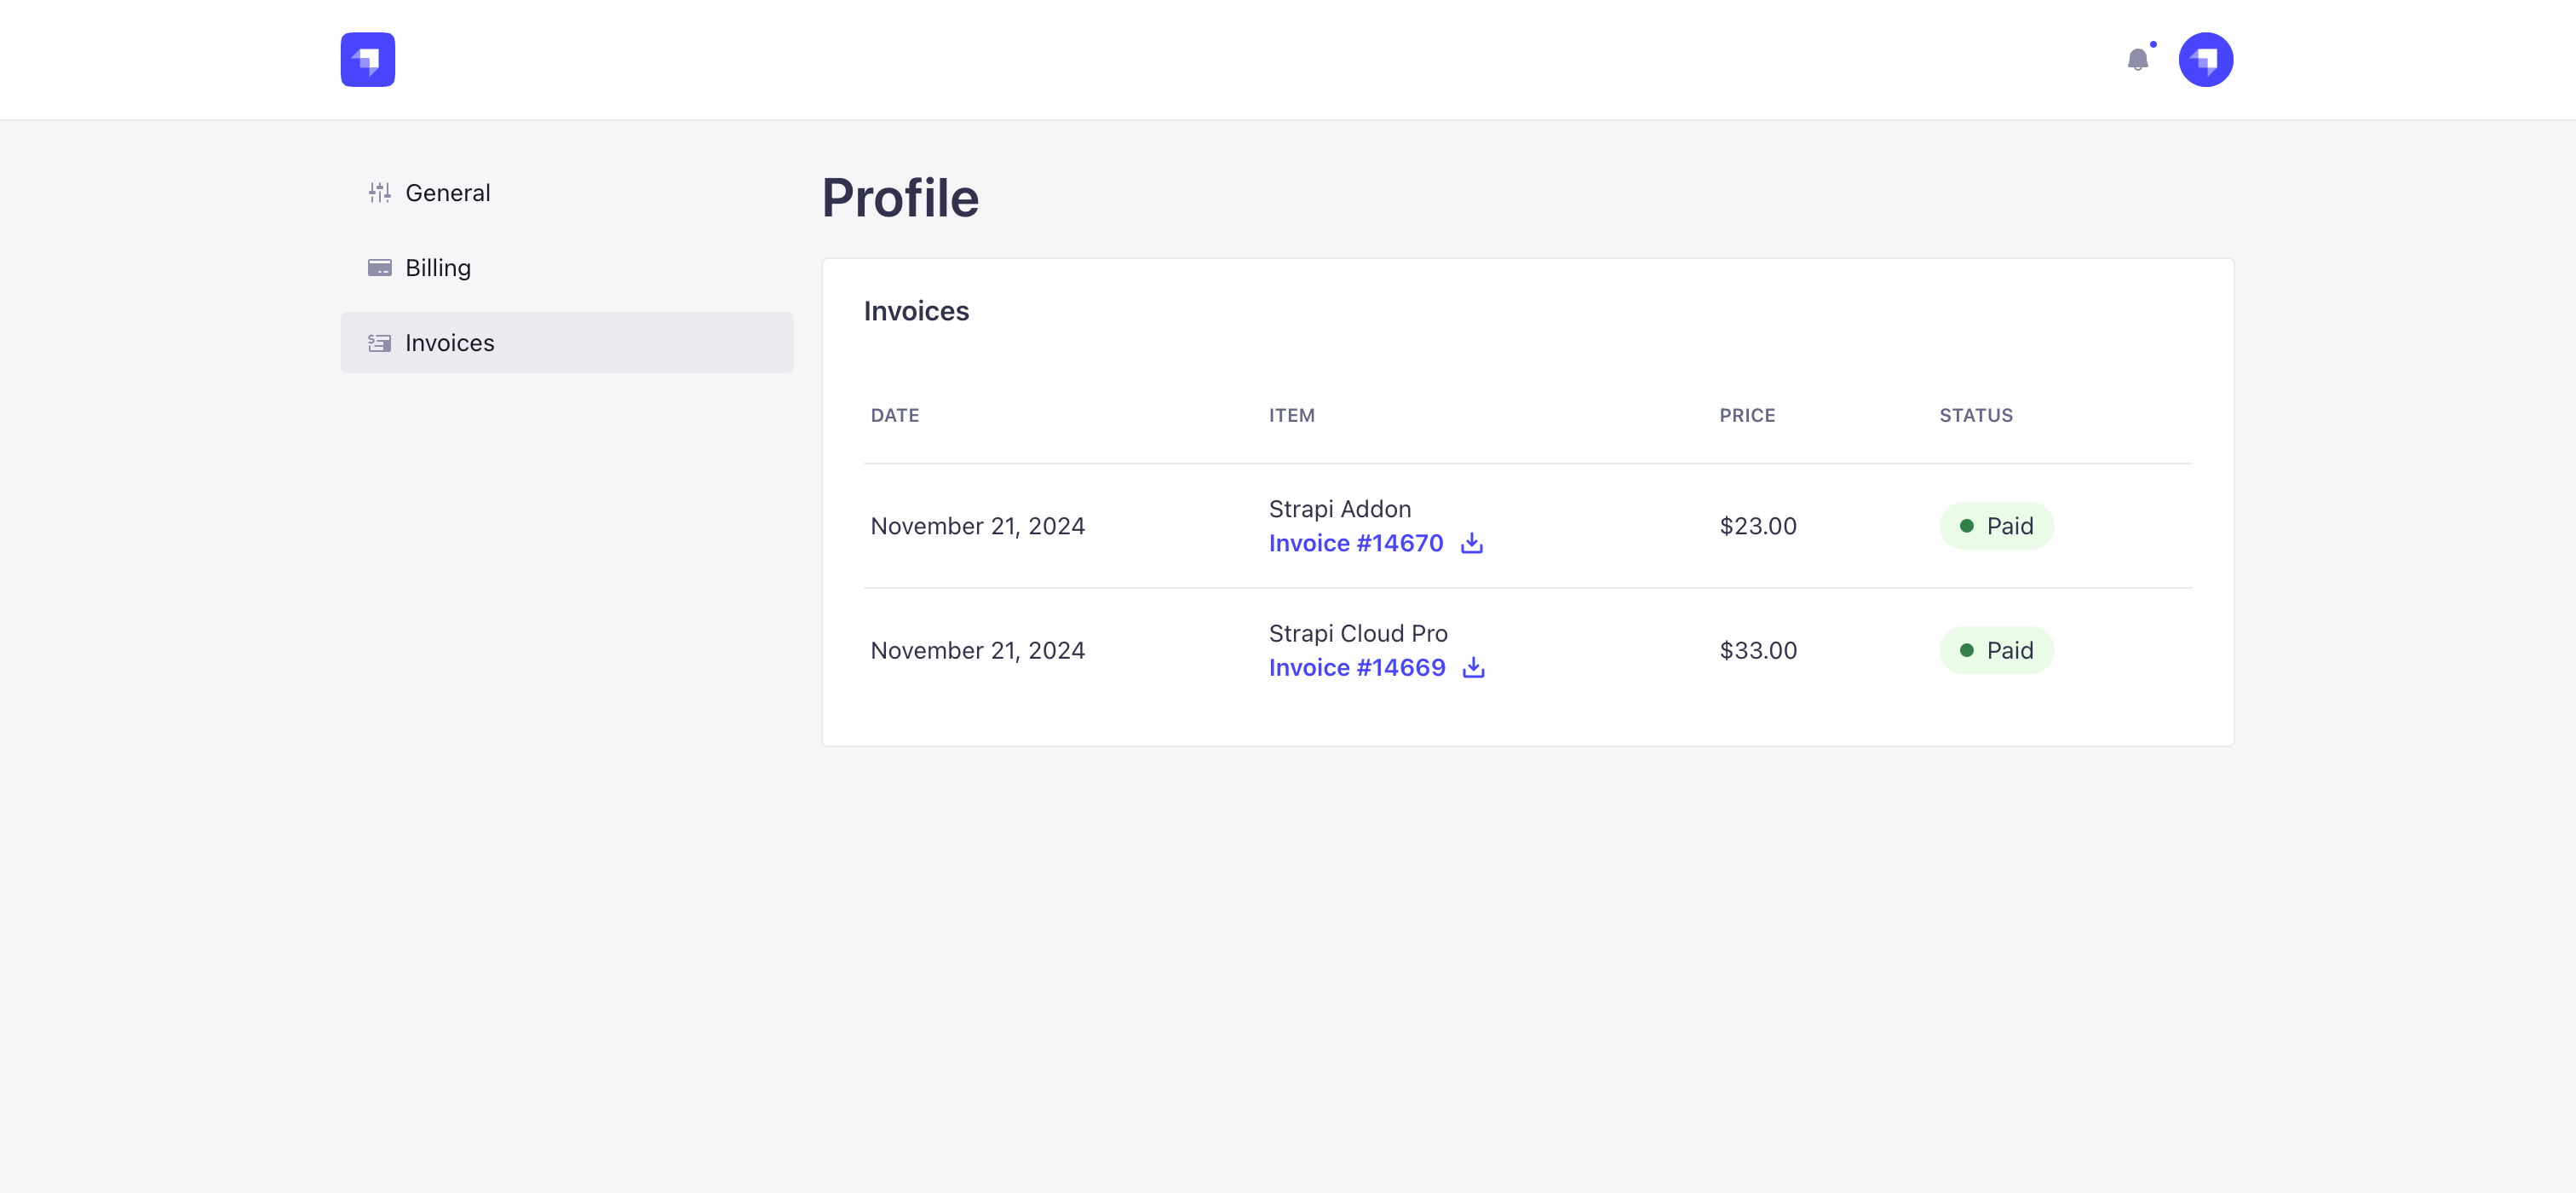 General
Billing
Invoices
Profile
Invoices
DATE ITEM PRICE STATUS
November 21, 2024 Strapi Addon $23.00 Paid
Invoice #14670
November 21, 2024 Strapi Cloud Pro $33.00 Paid
Invoice #14669